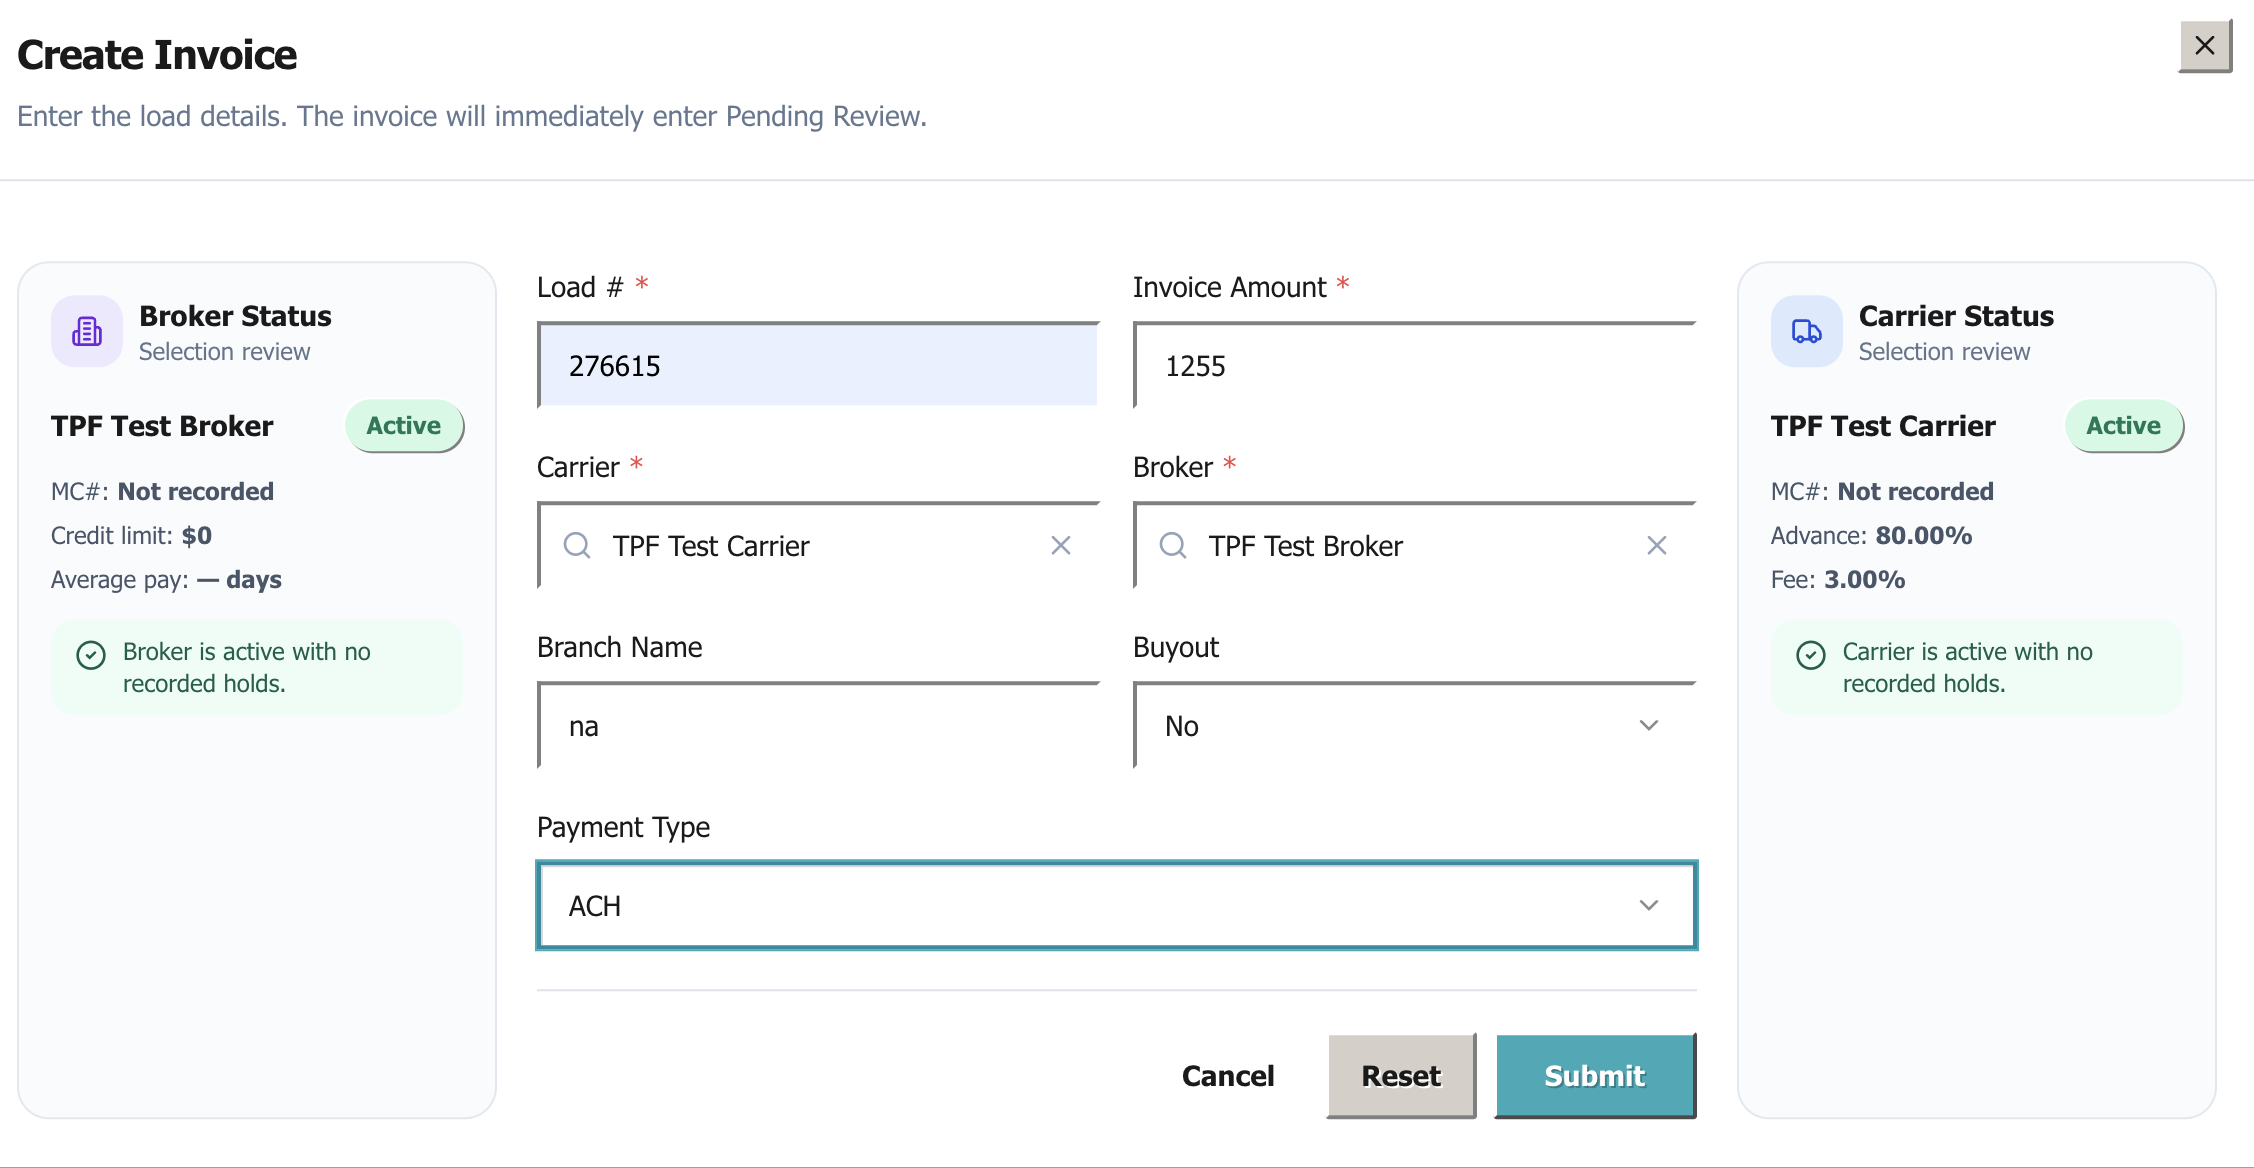 Create Invoice
Enter the load details. The invoice will immediately enter Pending Review.
Broker Status
Selection review
TPF Test Broker
Active
MC#: Not recorded
Credit limit: $0
Average pay: — days
Broker is active with no
recorded holds.
Load # *
276615
Invoice Amount *
1255
Carrier *
TPF Test Carrier
Broker *
TPF Test Broker
Branch Name
na
Buyout
No
Payment Type
ACH
Cancel
Reset
Submit
Carrier Status
Selection review
TPF Test Carrier
Active
MC#: Not recorded
Advance: 80.00%
Fee: 3.00%
Carrier is active with no
recorded holds.